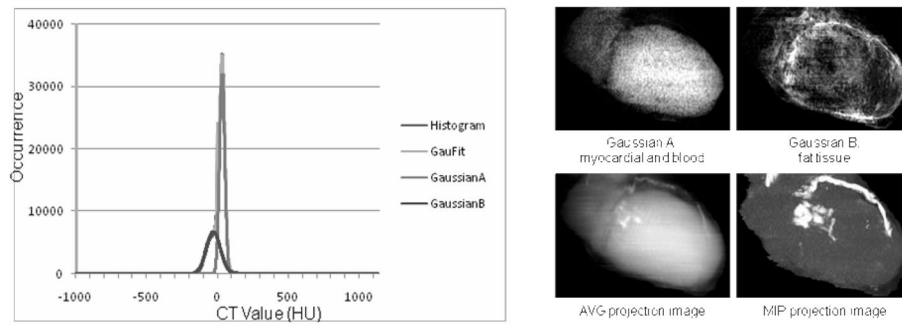 40000
30000
20000
10000
0
Occurrence
-1000 -500 0 500 1000
CT Value (HU)
Histogram
GauFit
GaussianA
GaussianB
Gaussian A
myocardial and blood
Gaussian B.
fat tissue
AVG projection image
MIP projection image